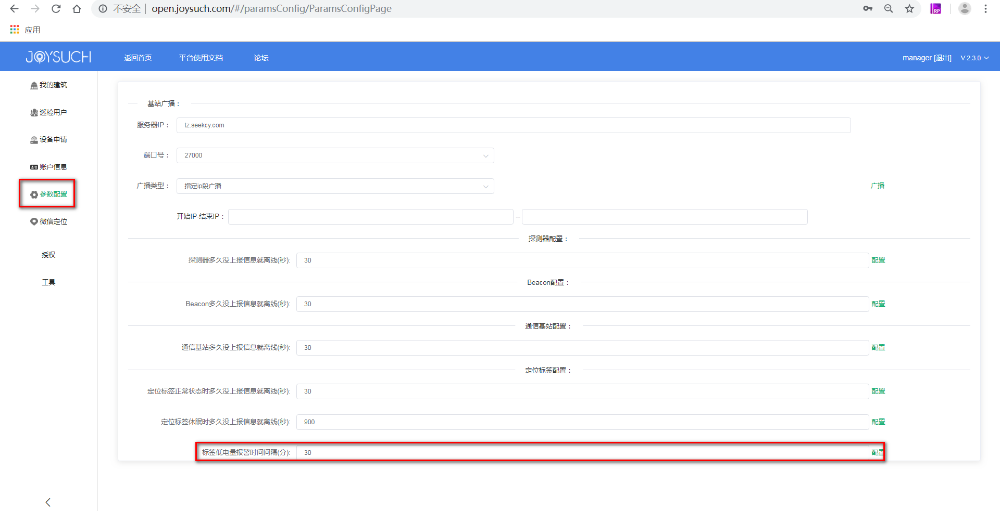 不安全 | open.joysuch.com/#/paramsConfig/ParamsConfigPage
应用
JOYSUCH 返回首页 平台使用文档 论坛 manager [退出] V 2.3.0
我的建筑
巡检用户
设备申请
账户信息
参数配置
微信定位
授权
工具
基站广播：
服务器IP： tz.seekcy.com
端口号： 27000
广播类型： 指定ip段广播 广播
开始IP-结束IP： --
探测器配置：
探测器多久没上报信息就离线(秒): 30 配置
Beacon配置：
Beacon多久没上报信息就离线(秒): 30 配置
通信基站配置：
通信基站多久没上报信息就离线(秒): 30 配置
定位标签配置：
定位标签正常状态时多久没上报信息就离线(秒): 30 配置
定位标签休眠时多久没上报信息就离线(秒): 900 配置
标签低电量报警时间间隔(分): 30 配置